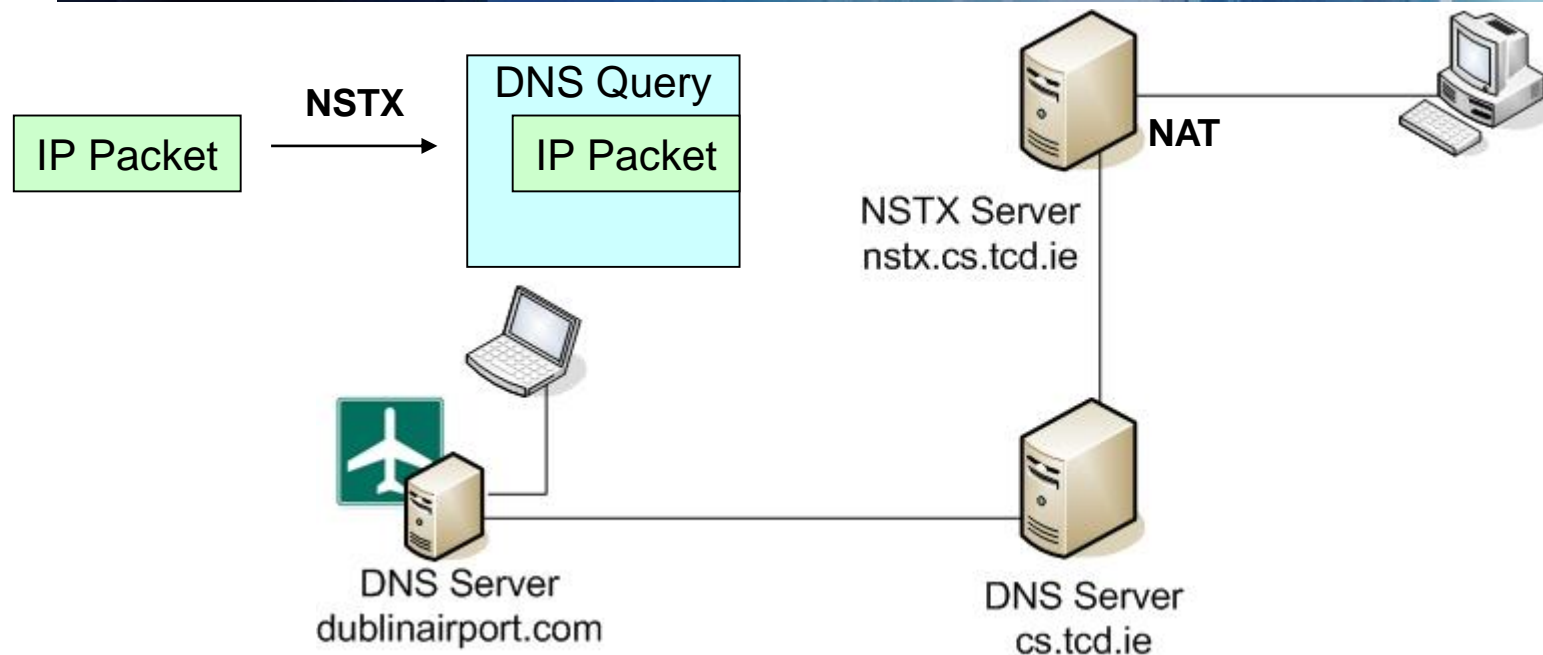 IP Packet
NSTX
DNS Query
IP Packet
NAT
NSTX Server
nstx.cs.tcd.ie
DNS Server
dublinairport.com
DNS Server
cs.tcd.ie